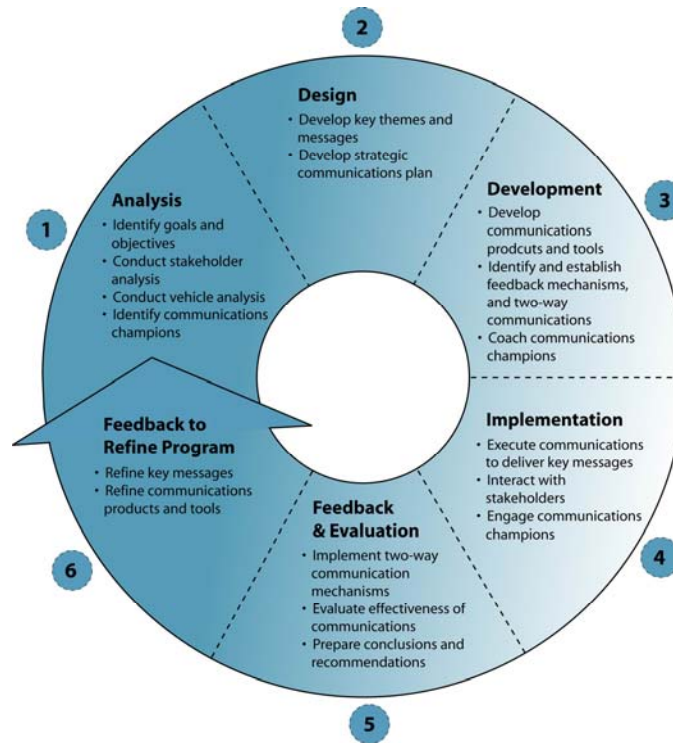 1
Analysis
• Identify goals and
objectives
• Conduct stakeholder
analysis
• Conduct vehicle analysis
• Identify communications
champions
2
Design
• Develop key themes and
messages
• Develop strategic
communications plan
3
Development
• Develop
communications
prodcuts and tools
• Identify and establish
feedback mechanisms,
and two-way
communications
• Coach communications
champions
4
Implementation
• Execute communications
to deliver key messages
• Interact with
stakeholders
• Engage communications
champions
5
Feedback
& Evaluation
• Implement two-way
communication
mechanisms
• Evaluate effectiveness of
communications
• Prepare conclusions and
recommendations
6
Feedback to
Refine Program
• Refine key messages
• Refine communications
products and tools